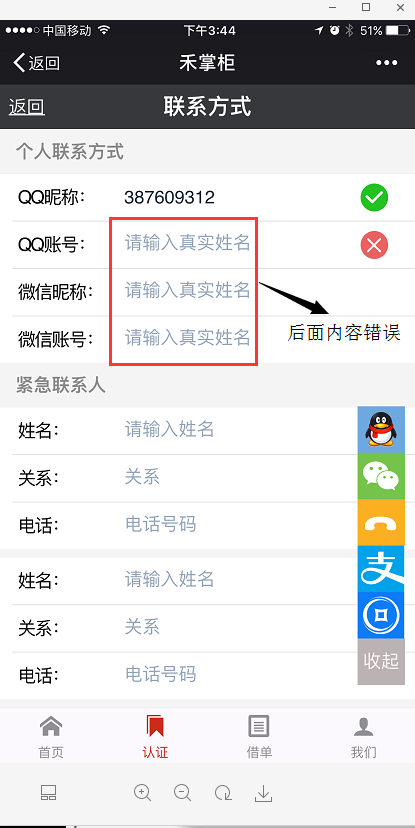 中国移动 下午3:44 51%
返回 禾掌柜
返回 联系方式
个人联系方式
QQ昵称: 387609312
QQ账号: 请输入真实姓名
微信昵称: 请输入真实姓名
后面内容错误
微信账号: 请输入真实姓名
紧急联系人
姓名: 请输入姓名
关系: 关系
电话: 电话号码
支
姓名: 请输入姓名
关系: 关系
收起
电话: 电话号码
首页 认证 借单 我们